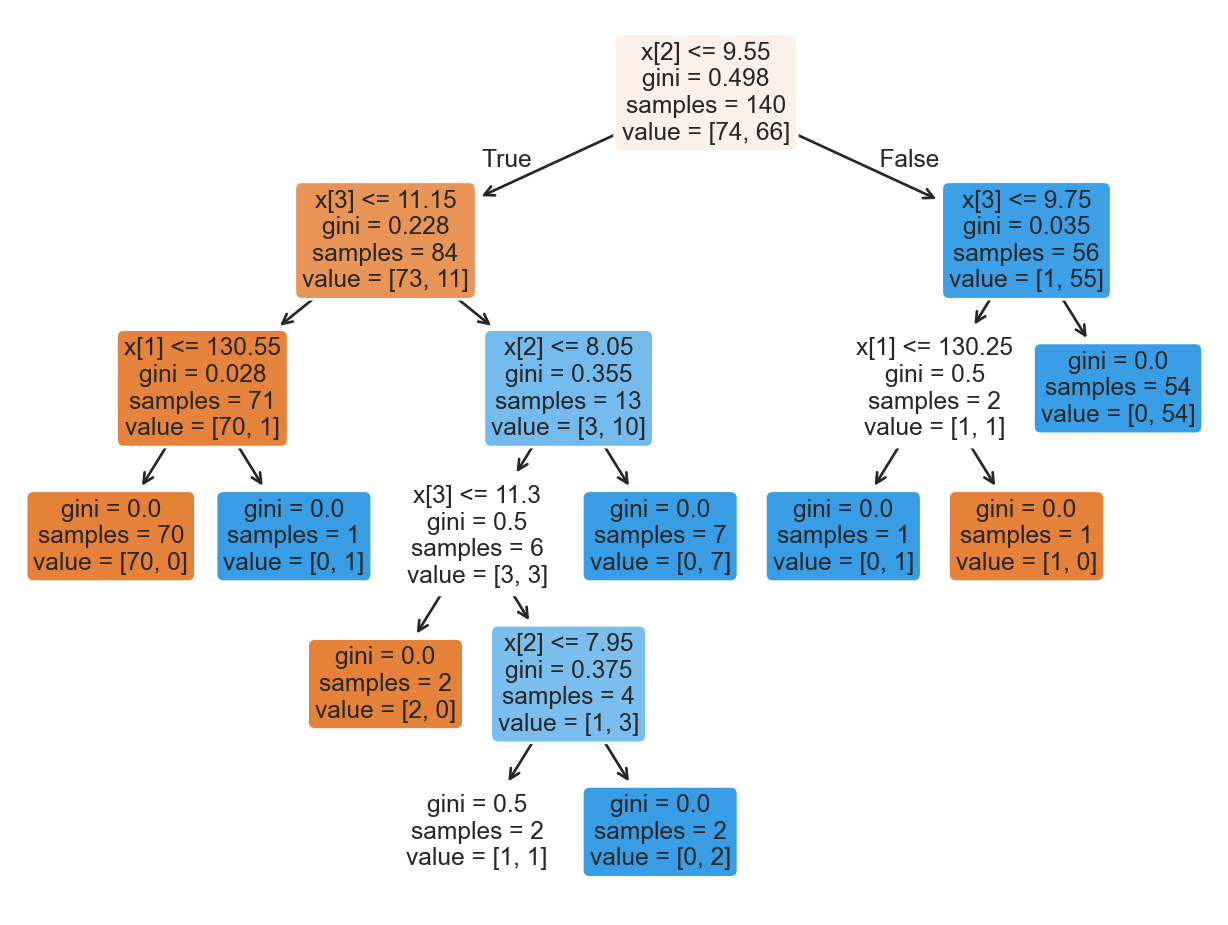 x[2] <= 9.55
gini = 0.498
samples = 140
value = [74, 66]
True
False
x[3] <= 11.15
gini = 0.228
samples = 84
value = [73, 11]
x[3] <= 9.75
gini = 0.035
samples = 56
value = [1, 55]
x[1] <= 130.55
gini = 0.028
samples = 71
value = [70, 1]
x[2] <= 8.05
gini = 0.355
samples = 13
value = [3, 10]
x[1] <= 130.25
gini = 0.5
samples = 2
value = [1, 1]
gini = 0.0
samples = 54
value = [0, 54]
gini = 0.0
samples = 70
value = [70, 0]
gini = 0.0
samples = 1
value = [0, 1]
x[3] <= 11.3
gini = 0.5
samples = 6
value = [3, 3]
gini = 0.0
samples = 7
value = [0, 7]
gini = 0.0
samples = 1
value = [0, 1]
gini = 0.0
samples = 1
value = [1, 0]
gini = 0.0
samples = 2
value = [2, 0]
x[2] <= 7.95
gini = 0.375
samples = 4
value = [1, 3]
gini = 0.5
samples = 2
value = [1, 1]
gini = 0.0
samples = 2
value = [0, 2]